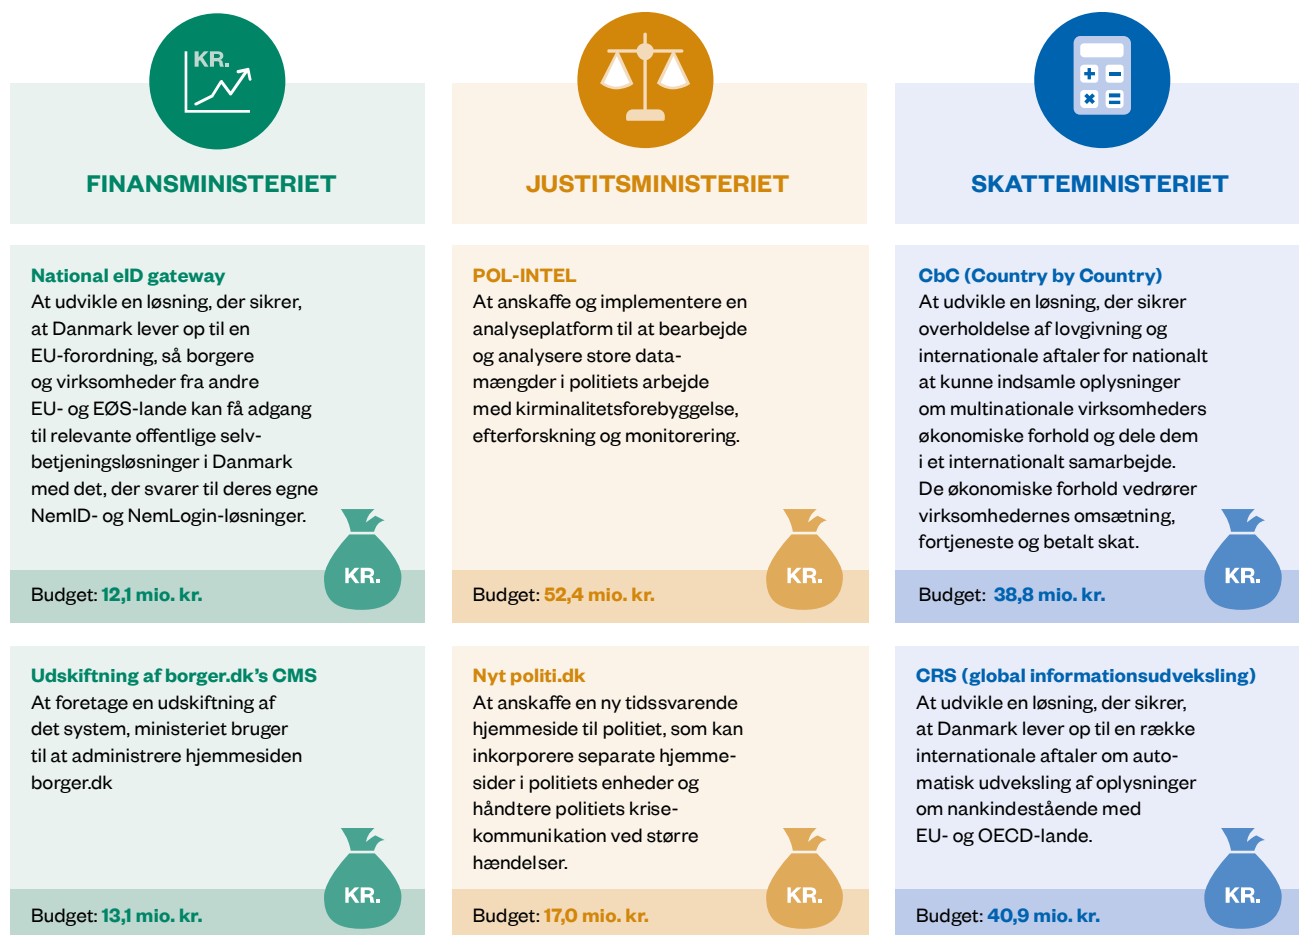 KR.
FINANSMINISTERIET
JUSTITSMINISTERIET
SKATTEMINISTERIET
National eID gateway
At udvikle en løsning, der sikrer,
at Danmark lever op til en
EU-forordning, så borgere
og virksomheder fra andre
EU- og EØS-lande kan få adgang
til relevante offentlige selv-
betjeningsløsninger i Danmark
med det, der svarer til deres egne
NemID- og NemLogin-løsninger.
KR.
Budget: 12,1 mio. kr.
POL-INTEL
At anskaffe og implementere en
analyseplatform til at bearbejde
og analysere store data-
mængder i politiets arbejde
med kirminalitetsforebyggelse,
efterforskning og monitorering.
KR.
Budget: 52,4 mio. kr.
CbC (Country by Country)
At udvikle en løsning, der sikrer
overholdelse af lovgivning og
internationale aftaler for nationalt
at kunne indsamle oplysninger
om multinationale virksomheders
økonomiske forhold og dele dem
i et internationalt samarbejde.
De økonomiske forhold vedrører
virksomhedernes omsætning,
fortjeneste og betalt skat.
KR.
Budget: 38,8 mio. kr.
Udskiftning af borger.dk's CMS
At foretage en udskiftning af
det system, ministeriet bruger
til at administrere hjemmesiden
borger.dk
KR.
Budget: 13,1 mio. kr.
Nyt politi.dk
At anskaffe en ny tidssvarende
hjemmeside til politiet, som kan
inkorporere separate hjemme-
sider i politiets enheder og
håndtere politiets krise-
kommunikation ved større
hændelser.
KR.
Budget: 17,0 mio. kr.
CRS (global informationsudveksling)
At udvikle en løsning, der sikrer,
at Danmark lever op til en række
internationale aftaler om auto-
matisk udveksling af oplysninger
om nankindestående med
EU- og OECD-lande.
KR.
Budget: 40,9 mio. kr.